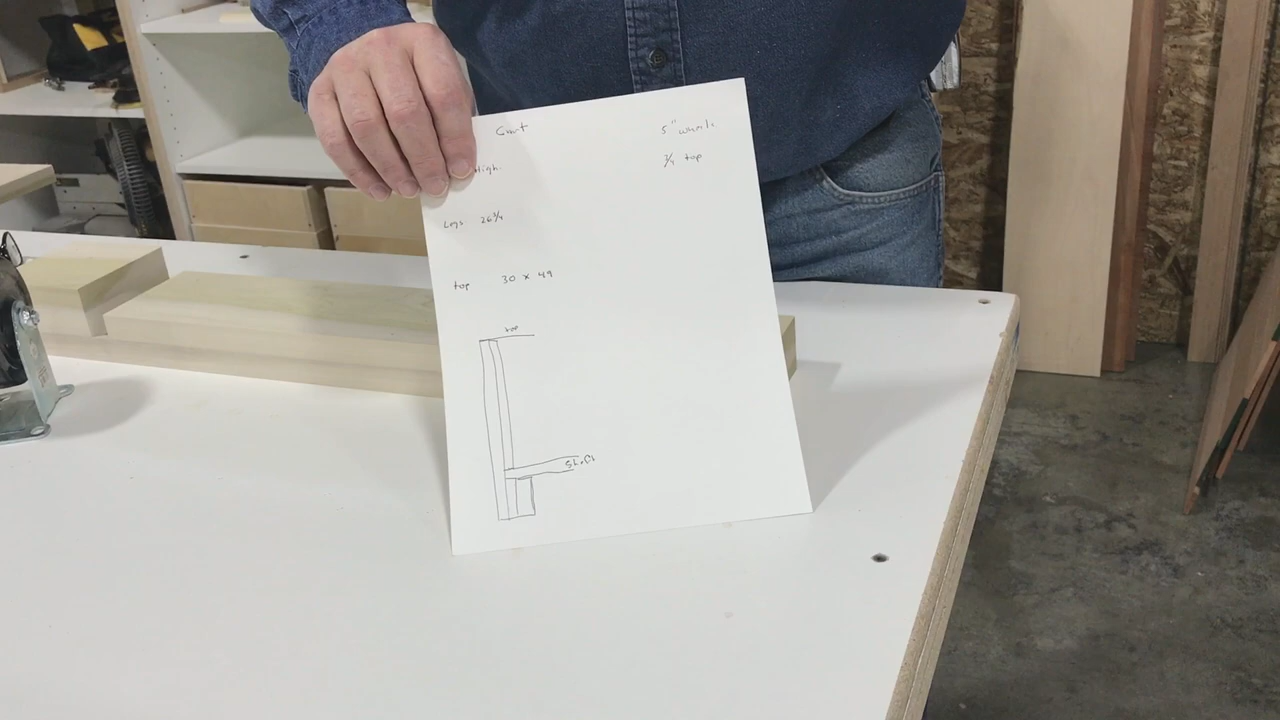 Cart
5" wheels
High
3/4 top
Legs 26 3/4
top 30 x 49
top
Shelf